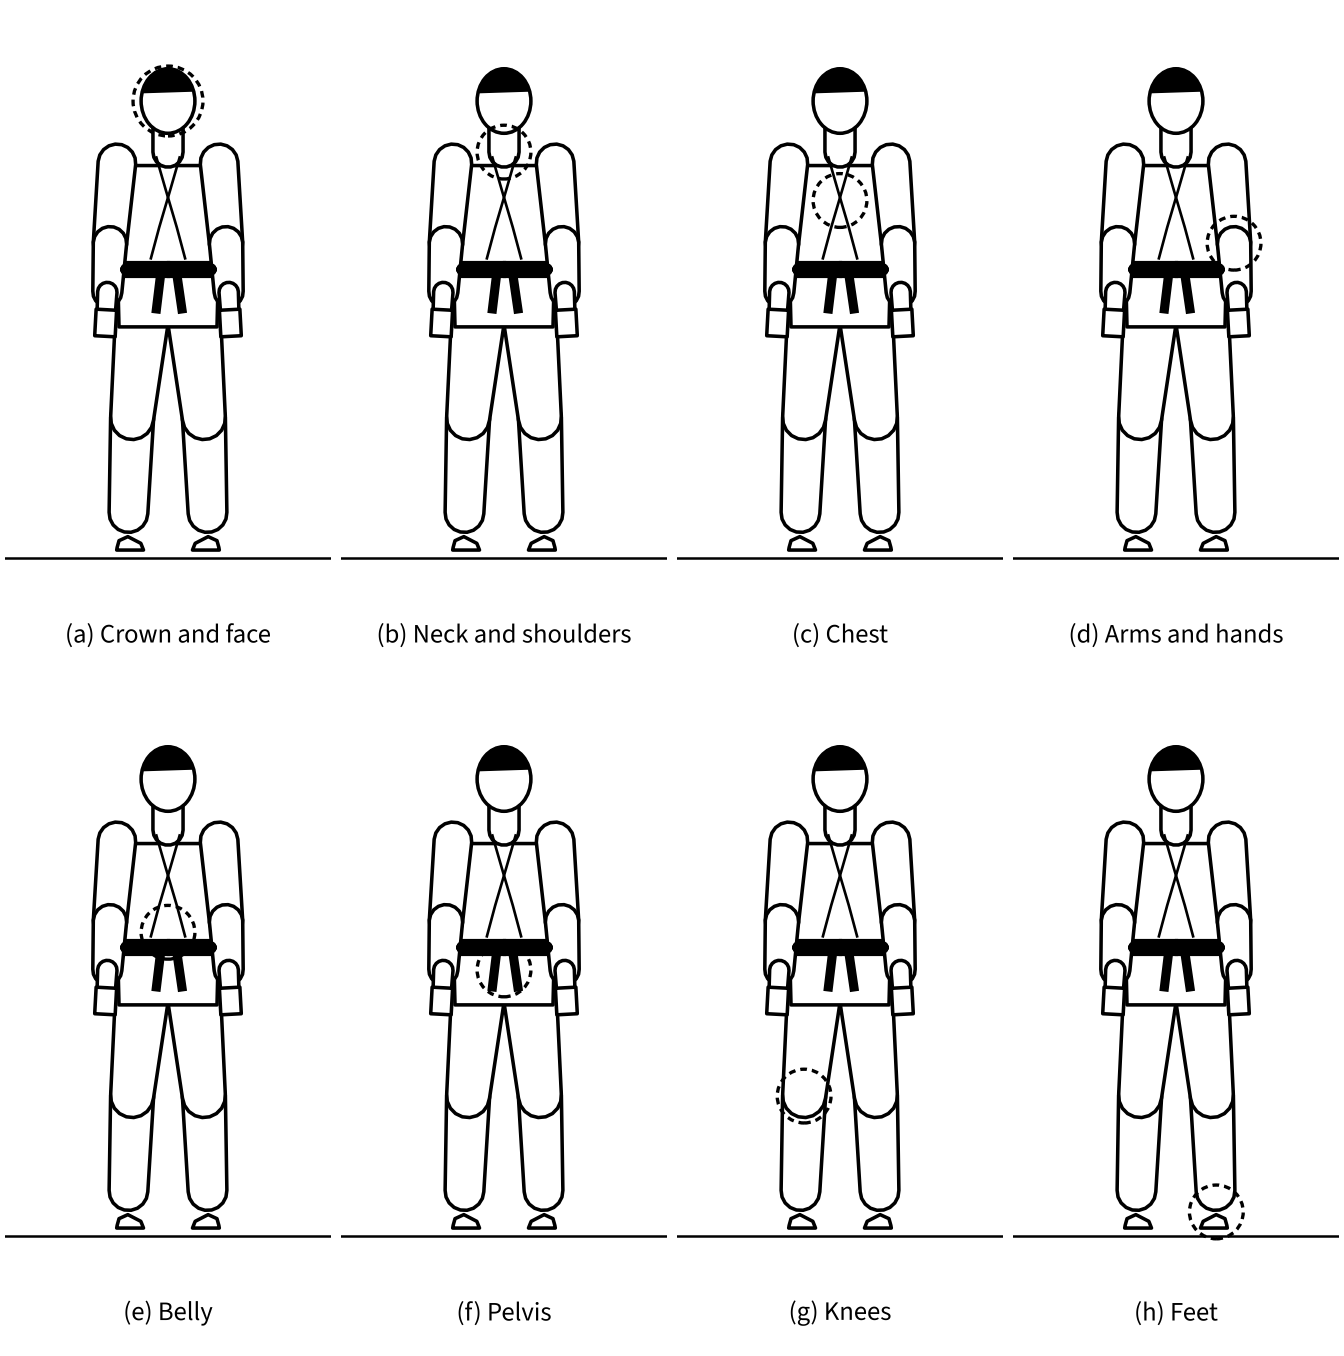 (a) Crown and face
(b) Neck and shoulders
(c) Chest
(d) Arms and hands
(e) Belly
(f) Pelvis
(g) Knees
(h) Feet